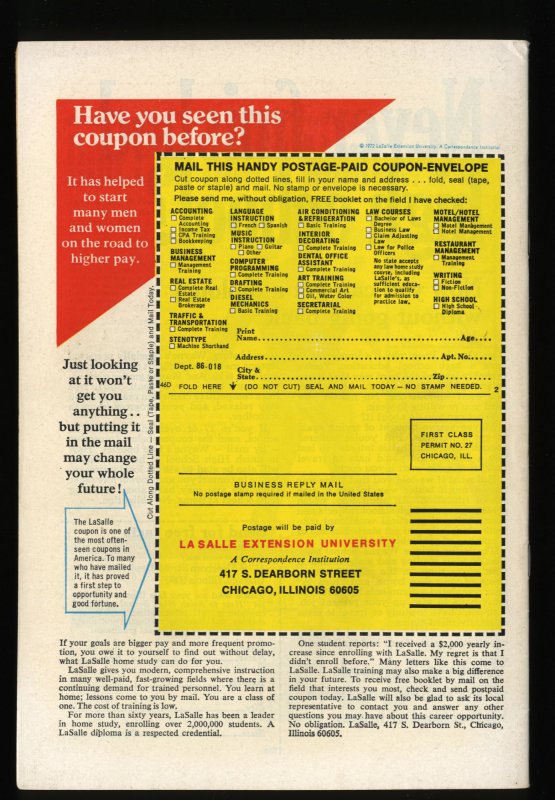 Have you seen this
coupon before?
© 1972 LaSalle Extension University, A Correspondence Institution
It has helped
to start
many men
and women
on the road to
higher pay.
MAIL THIS HANDY POSTAGE-PAID COUPON-ENVELOPE
Cut coupon along dotted lines, fill in your name and address . . . fold, seal (tape,
paste or staple) and mail. No stamp or envelope is necessary.
Please send me, without obligation, FREE booklet on the field I have checked:
ACCOUNTING
Complete
Accounting
Income Tax
CPA Training
Bookkeeping
BUSINESS
MANAGEMENT
Management
Training
REAL ESTATE
Complete Real
Estate
Real Estate
Brokerage
TRAFFIC &
TRANSPORTATION
Complete Training
STENOTYPE
Machine Shorthand
LANGUAGE
INSTRUCTION
French Spanish
MUSIC
INSTRUCTION
Piano Guitar
Other
COMPUTER
PROGRAMMING
Complete Training
DRAFTING
Complete Training
DIESEL
MECHANICS
Basic Training
AIR CONDITIONING
& REFRIGERATION
Basic Training
INTERIOR
DECORATING
Complete Training
DENTAL OFFICE
ASSISTANT
Complete Training
ART TRAINING
Complete Training
Commercial Art
Oil, Water Color
SECRETARIAL
Complete Training
LAW COURSES
Bachelor of Laws
Degree
Business Law
Claim Adjusting
Law
Law for Police
Officers
No state accepts
any law home study
course, including
LaSalle's, as
sufficient educa-
tion to qualify
for admission to
practice law.
MOTEL/HOTEL
MANAGEMENT
Motel Management
Hotel Management
RESTAURANT
MANAGEMENT
Management
Training
WRITING
Fiction
Non-Fiction
HIGH SCHOOL
High School
Diploma
Print
Name Age
Address Apt. No.
Dept. 86-018
City &
State Zip
46D FOLD HERE (DO NOT CUT) SEAL AND MAIL TODAY – NO STAMP NEEDED. 2
Cut Along Dotted Line — Seal (Tape, Paste or Staple) and Mail Today.
Just looking
at it won't
get you
anything . .
but putting it
in the mail
may change
your whole
future!
The LaSalle
coupon is one of
the most often-
seen coupons in
America. To many
who have mailed
it, it has proved
a first step to
opportunity and
good fortune.
FIRST CLASS
PERMIT NO. 27
CHICAGO, ILL.
BUSINESS REPLY MAIL
No postage stamp required if mailed in the United States
Postage will be paid by
LA SALLE EXTENSION UNIVERSITY
A Correspondence Institution
417 S. DEARBORN STREET
CHICAGO, ILLINOIS 60605
If your goals are bigger pay and more frequent promo-
tion, you owe it to yourself to find out without delay,
what LaSalle home study can do for you.
LaSalle gives you modern, comprehensive instruction
in many well-paid, fast-growing fields where there is a
continuing demand for trained personnel. You learn at
home; lessons come to you by mail. You are a class of
one. The cost of training is low.
For more than sixty years, LaSalle has been a leader
in home study, enrolling over 2,000,000 students. A
LaSalle diploma is a respected credential.
One student reports: "I received a $2,000 yearly in-
crease since enrolling with LaSalle. My regret is that I
didn't enroll before." Many letters like this come to
LaSalle. LaSalle training may also make a big difference
in your future. To receive free booklet by mail on the
field that interests you most, check and send postpaid
coupon today. LaSalle will also be glad to ask its local
representative to contact you and answer any other
questions you may have about this career opportunity.
No obligation. LaSalle, 417 S. Dearborn St., Chicago,
Illinois 60605.